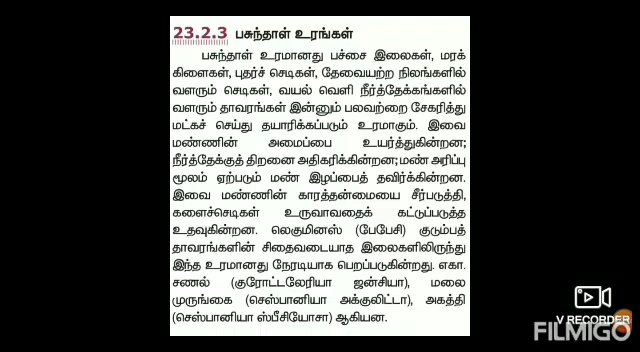 23.2.3 பசுந்தாள் உரங்கள்
பசுந்தாள் உரமானது பச்சை இலைகள், மரக்
கிளைகள், புதர்ச் செடிகள், தேவையற்ற நிலங்களில்
வளரும் செடிகள், வயல் வெளி நீர்த்தேக்கங்களில்
வளரும் தாவரங்கள் இன்னும் பலவற்றை சேகரித்து
மட்கச் செய்து தயாரிக்கப்படும் உரமாகும். இவை
மண்ணின் அமைப்பை உயர்த்துகின்றன;
நீர்த்தேக்குத் திறனை அதிகரிக்கின்றன; மண் அரிப்பு
மூலம் ஏற்படும் மண் இழப்பைத் தவிர்க்கின்றன.
இவை மண்ணின் காரத்தன்மையை சீர்படுத்தி,
களைச்செடிகள் உருவாவதைக் கட்டுப்படுத்த
உதவுகின்றன. லெகுமினஸ் (பேபேசி) குடும்பத்
தாவரங்களின் சிதைவடையாத இலைகளிலிருந்து
இந்த உரமானது நேரடியாக பெறப்படுகின்றது. எகா.
சணல் (குரோட்டலேரியா ஜன்சியா), மலை
முருங்கை (செஸ்பானியா அக்குலிட்டா), அகத்தி
(செஸ்பானியா ஸ்பீசியோசா) ஆகியன.
V RECORDER
FILMIGO